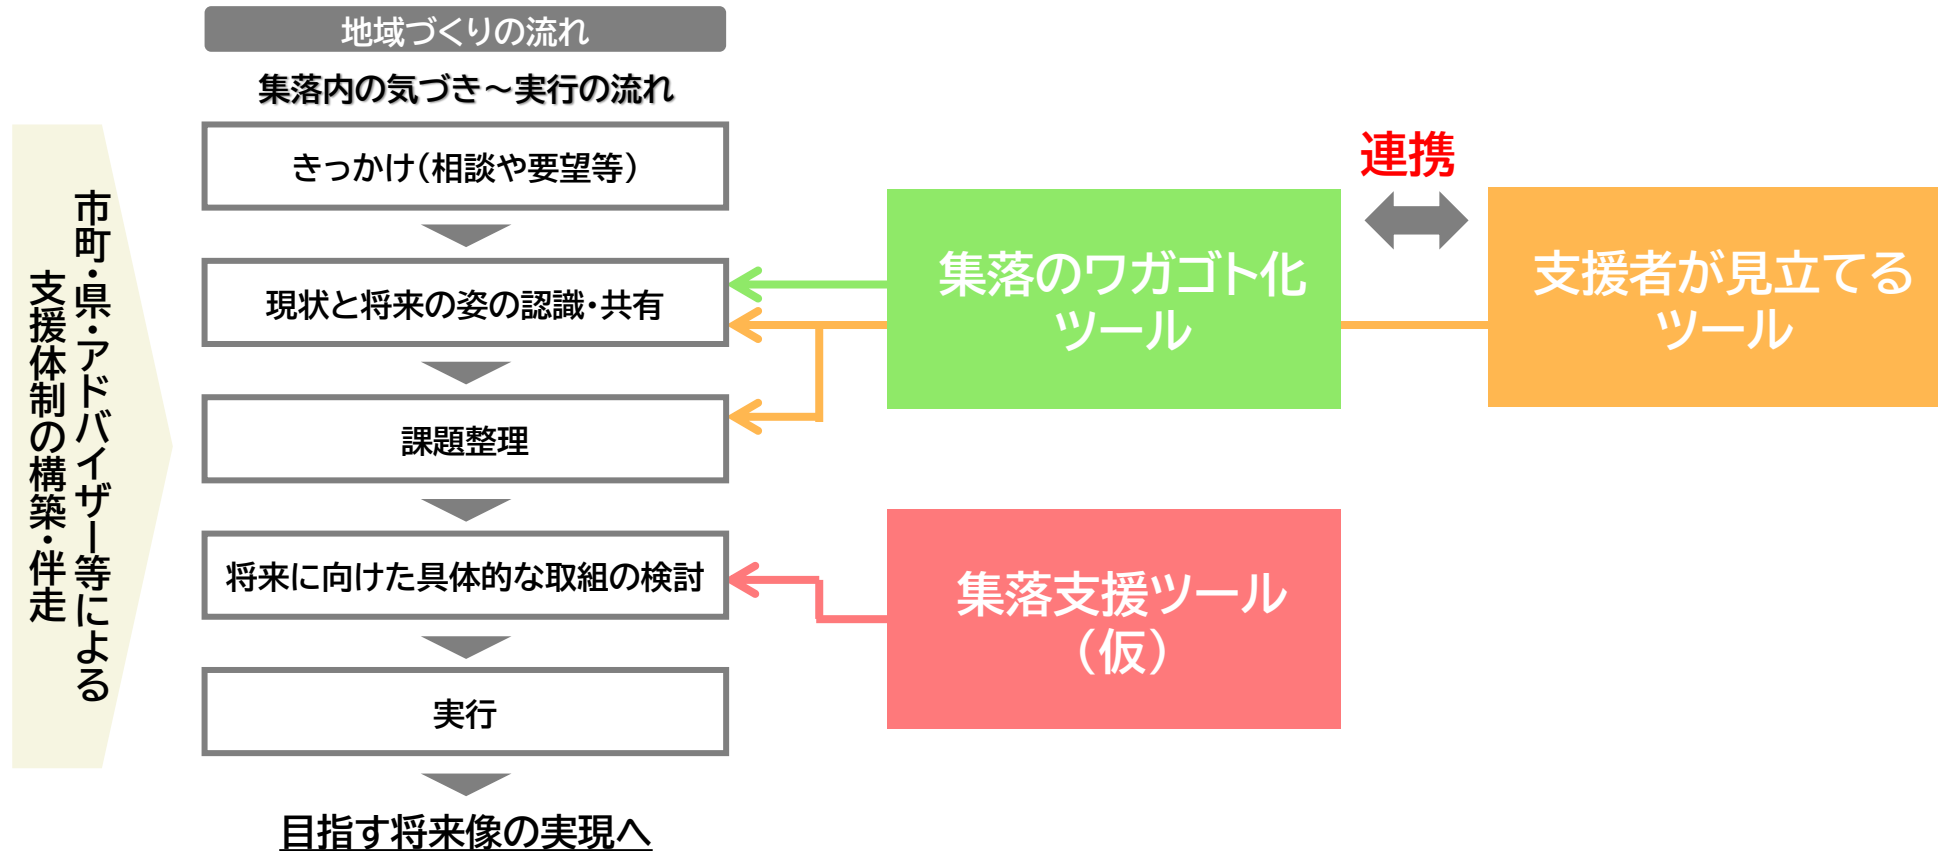 地域づくりの流れ
集落内の気づき～実行の流れ
市町・県・アドバイザー等による
支援体制の構築・伴走
きっかけ（相談や要望等）
現状と将来の姿の認識・共有
課題整理
将来に向けた具体的な取組の検討
実行
目指す将来像の実現へ
集落のワガゴト化
ツール
連携
支援者が見立てる
ツール
集落支援ツール
（仮）